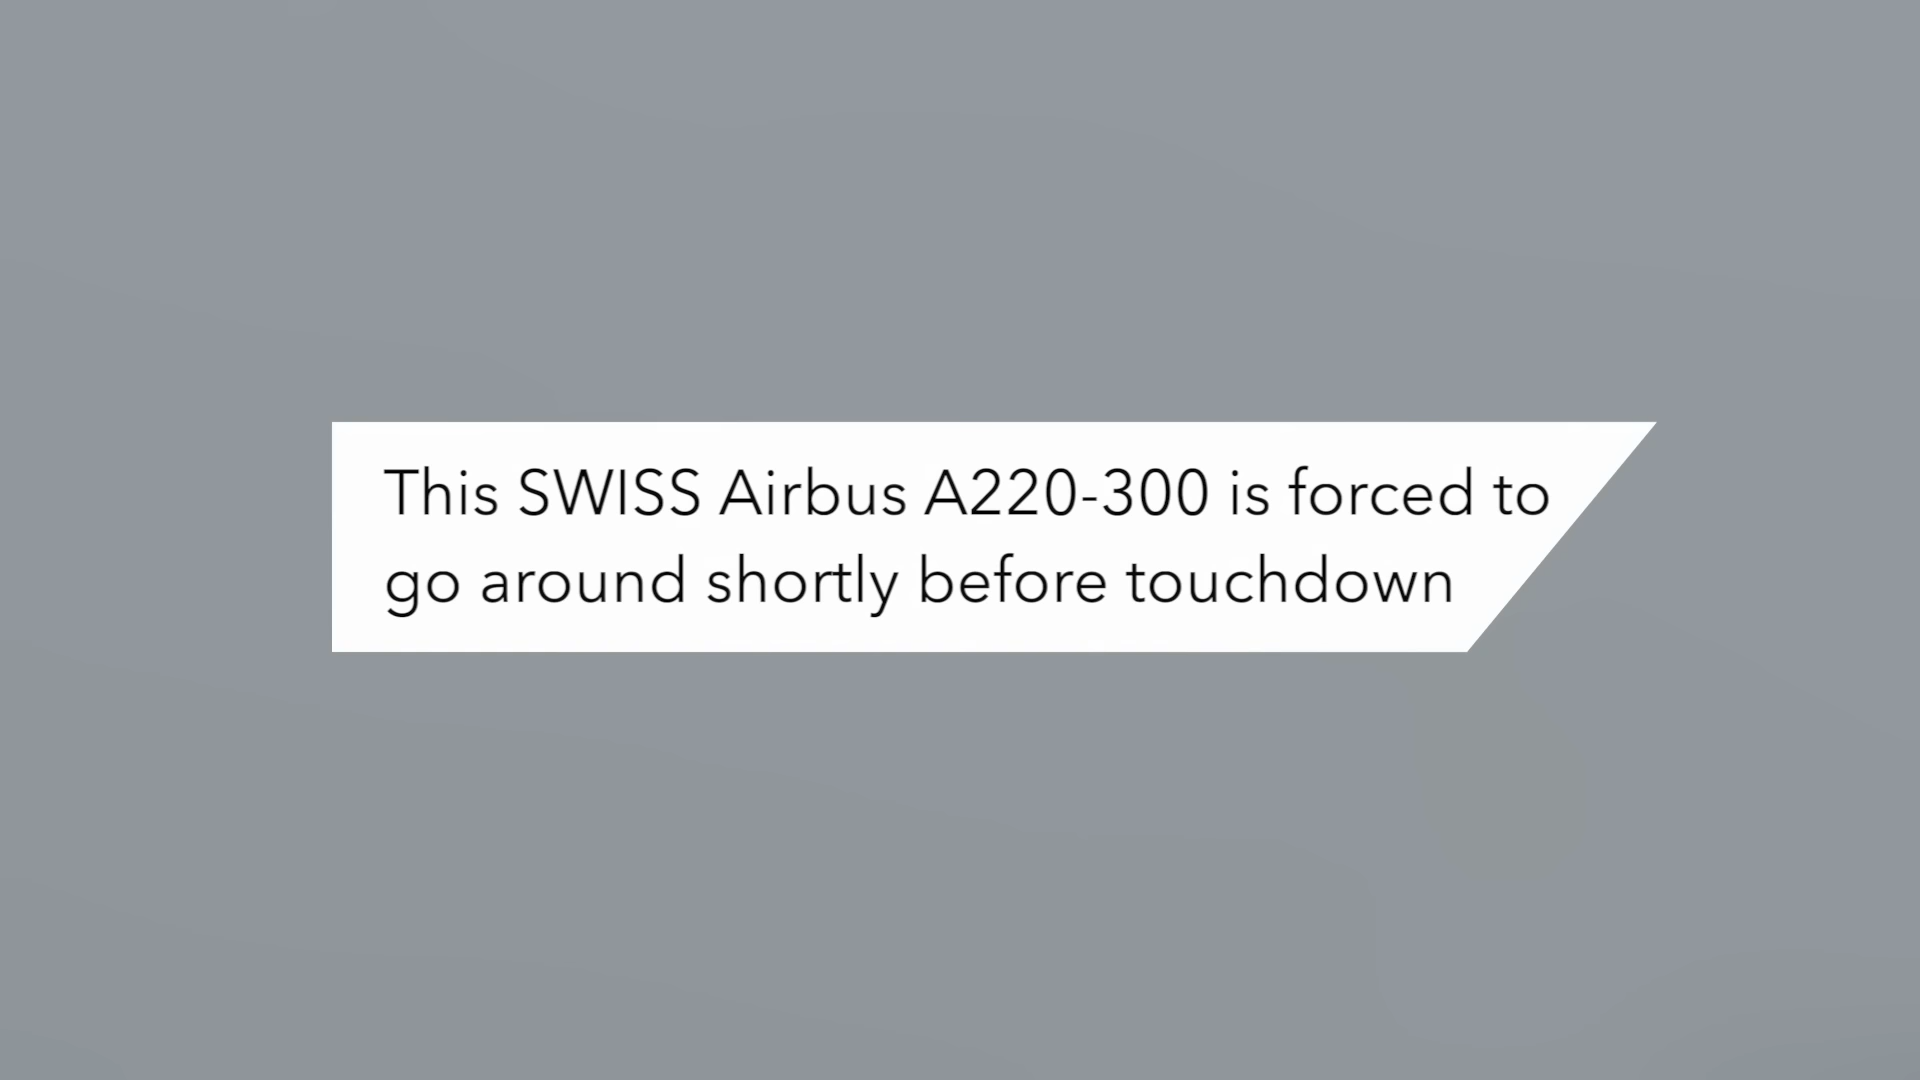 This SWISS Airbus A220-300 is forced to
go around shortly before touchdown